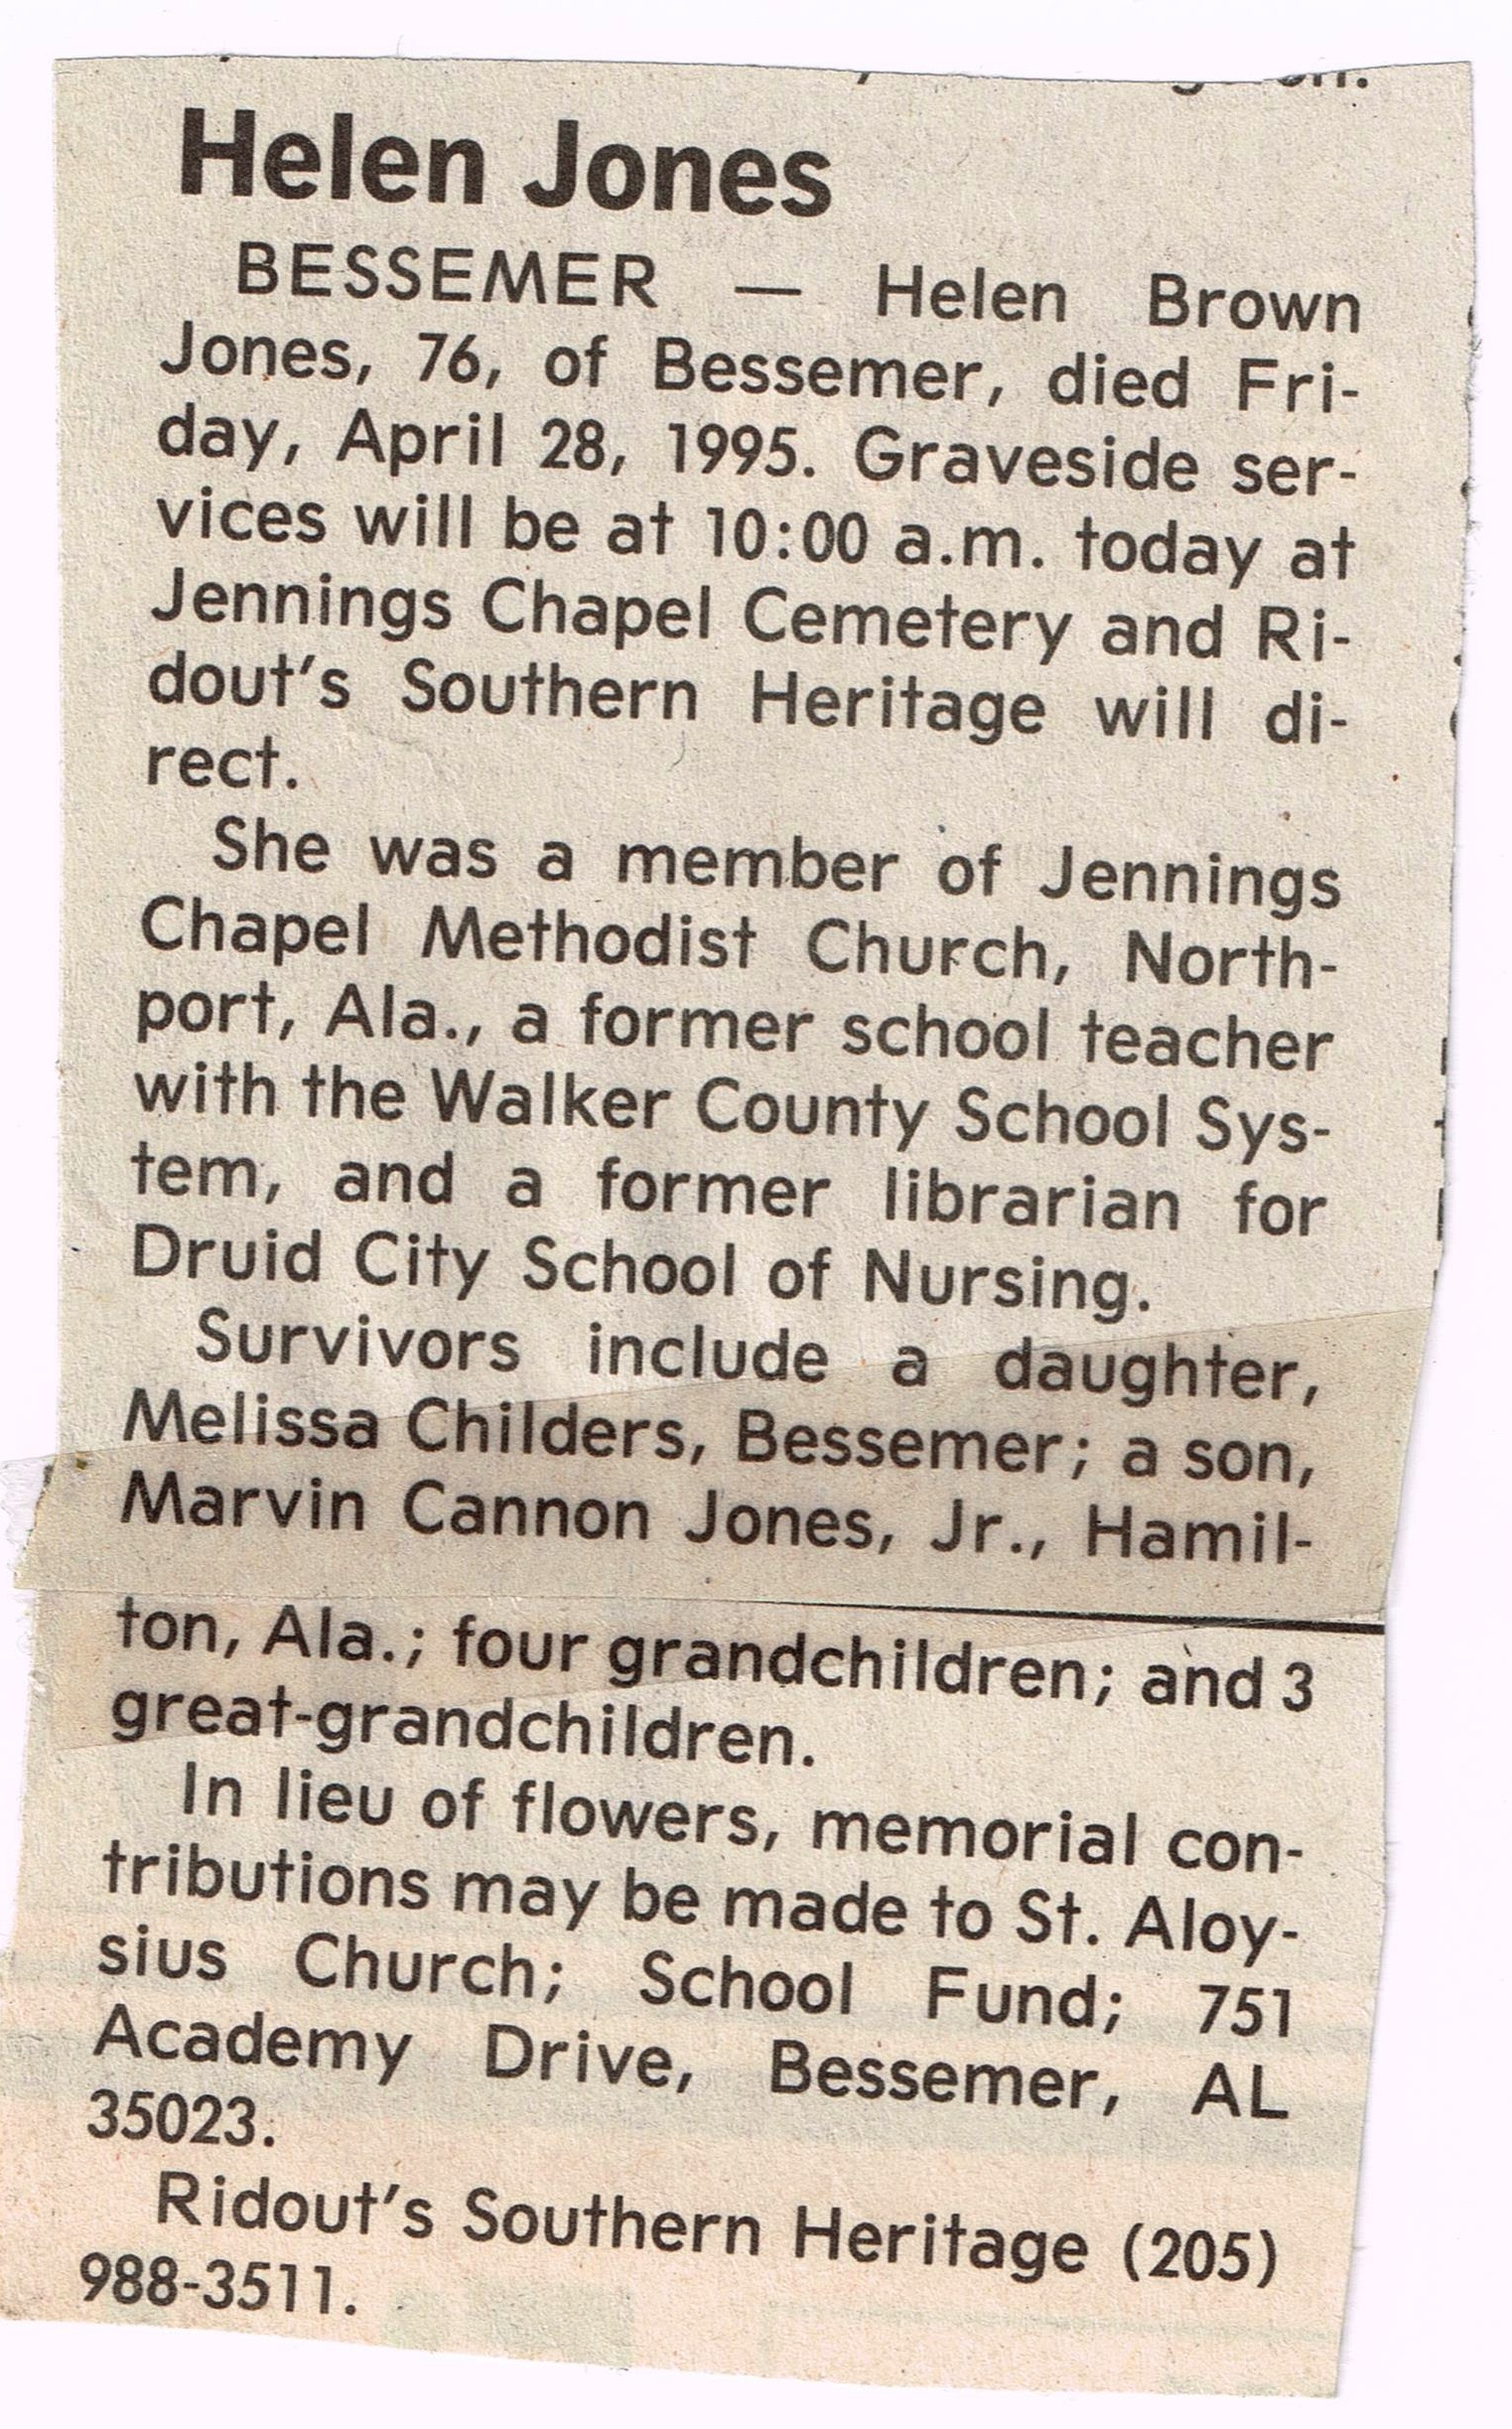 Helen Jones
BESSEMER — Helen Brown
Jones, 76, of Bessemer, died Fri-
day, April 28, 1995. Graveside ser-
vices will be at 10:00 a.m. today at
Jennings Chapel Cemetery and Ri-
dout's Southern Heritage will di-
rect.
She was a member of Jennings
Chapel Methodist Church, North-
port, Ala., a former school teacher
with the Walker County School Sys-
tem, and a former librarian for
Druid City School of Nursing.
Survivors include a daughter,
Melissa Childers, Bessemer; a son,
Marvin Cannon Jones, Jr., Hamil-
ton, Ala.; four grandchildren; and 3
great-grandchildren.
In lieu of flowers, memorial con-
tributions may be made to St. Aloy-
sius Church; School Fund; 751
Academy Drive, Bessemer, AL
35023.
Ridout's Southern Heritage (205)
988-3511.